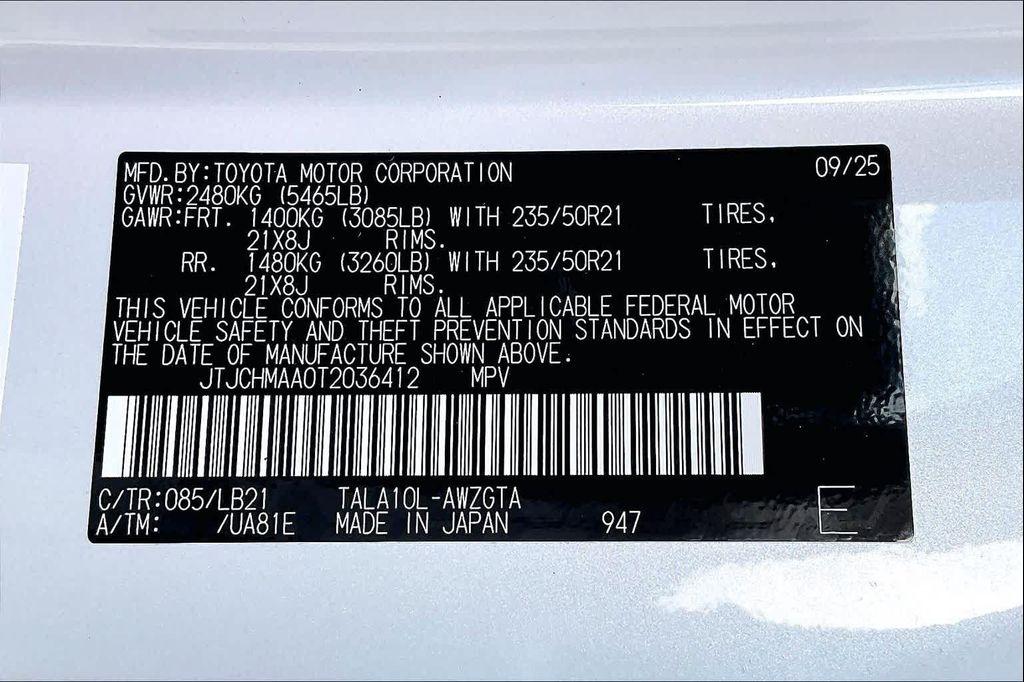 MFD.BY:TOYOTA MOTOR CORPORATION 09/25
GVWR:2480KG (5465LB)
GAWR:FRT. 1400KG (3085LB) WITH 235/50R21 TIRES,
21X8J RIMS.
RR. 1480KG (3260LB) WITH 235/50R21 TIRES,
21X8J RIMS.
THIS VEHICLE CONFORMS TO ALL APPLICABLE FEDERAL MOTOR
VEHICLE SAFETY AND THEFT PREVENTION STANDARDS IN EFFECT ON
THE DATE OF MANUFACTURE SHOWN ABOVE.
JTJCHMAA0T2036412 MPV
C/TR:085/LB21 TALA10L-AWZGTA
A/TM: /UA81E MADE IN JAPAN 947 E